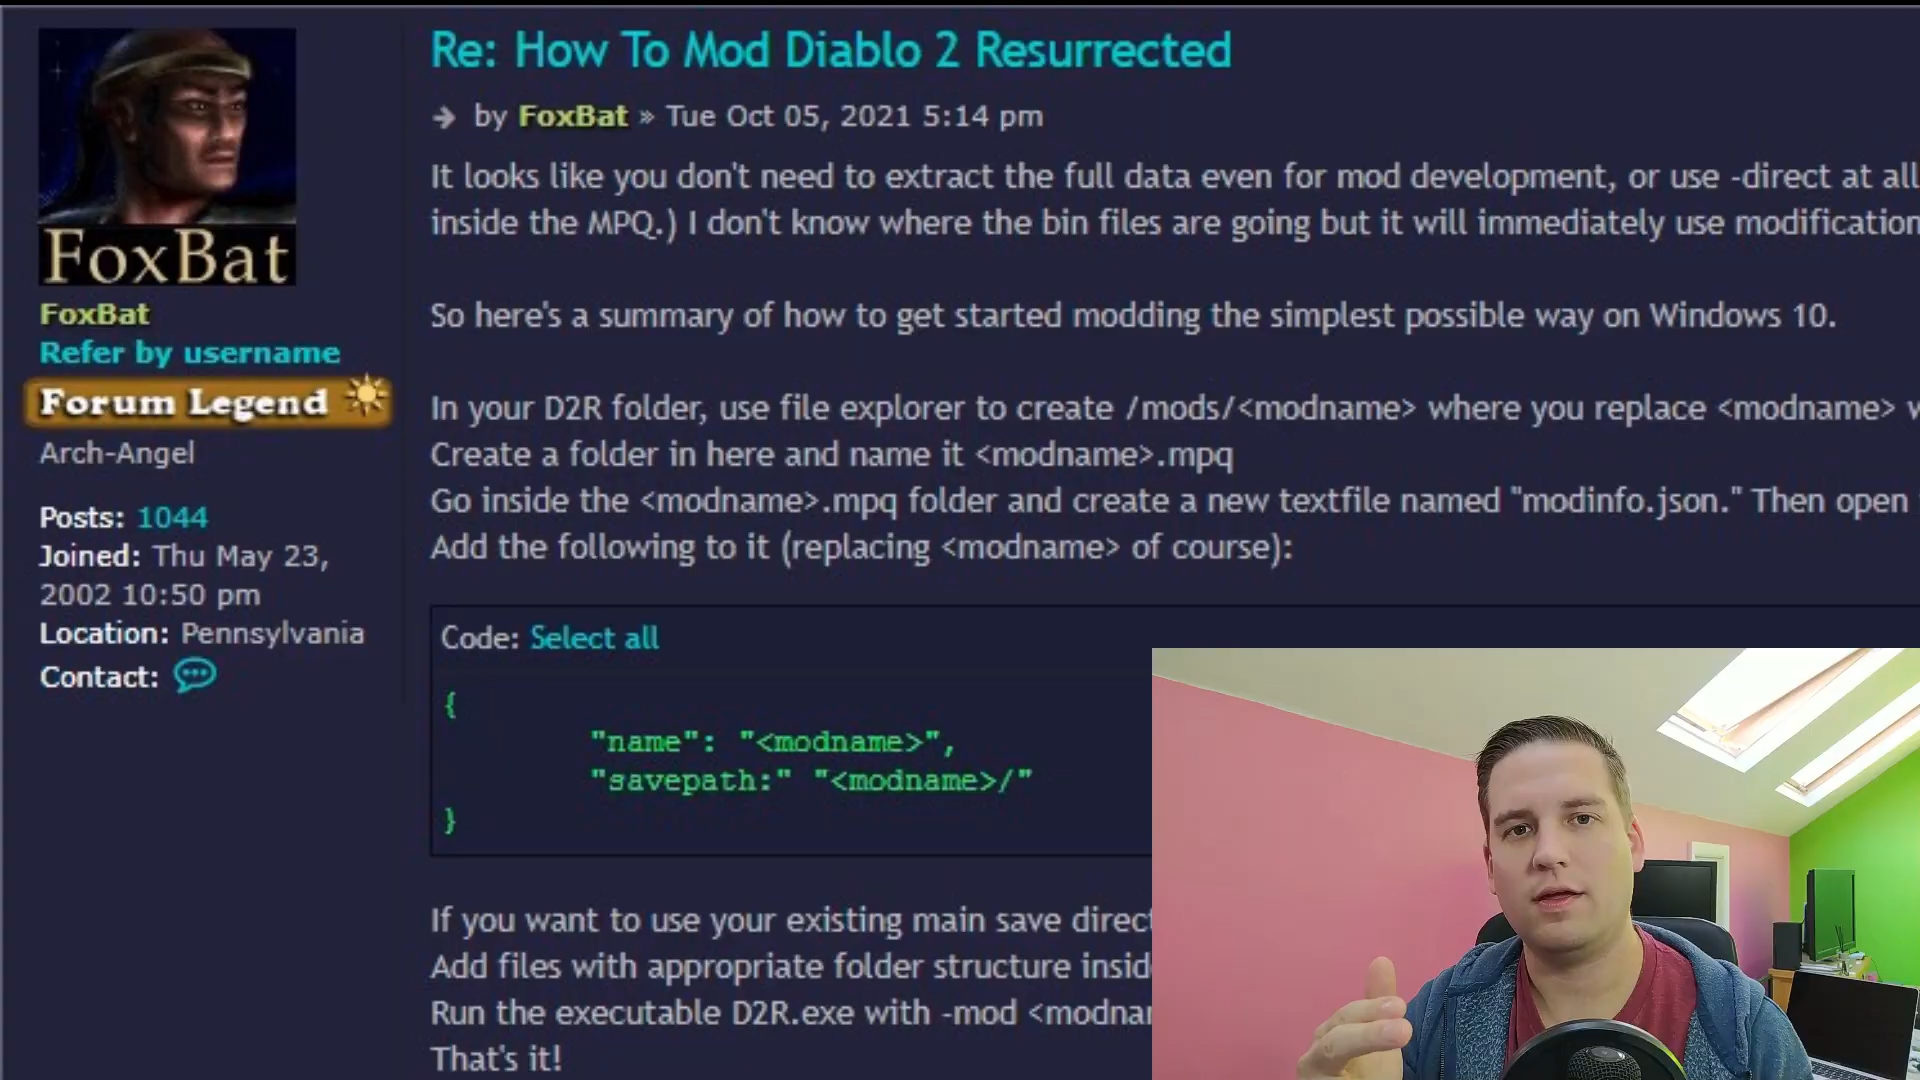 FoxBat
FoxBat
Refer by username
Forum Legend
Arch-Angel
Posts: 1044
Joined: Thu May 23,
2002 10:50 pm
Location: Pennsylvania
Contact:
Re: How To Mod Diablo 2 Resurrected
by FoxBat » Tue Oct 05, 2021 5:14 pm
It looks like you don't need to extract the full data even for mod development, or use -direct at all
inside the MPQ.) I don't know where the bin files are going but it will immediately use modification
So here's a summary of how to get started modding the simplest possible way on Windows 10.
In your D2R folder, use file explorer to create /mods/<modname> where you replace <modname>
Create a folder in here and name it <modname>.mpq
Go inside the <modname>.mpq folder and create a new textfile named "modinfo.json." Then open
Add the following to it (replacing <modname> of course):
Code: Select all
{
"name": "<modname>",
"savepath:" "<modname>/"
}
If you want to use your existing main save direct
Add files with appropriate folder structure insid
Run the executable D2R.exe with -mod <modna
That's it!